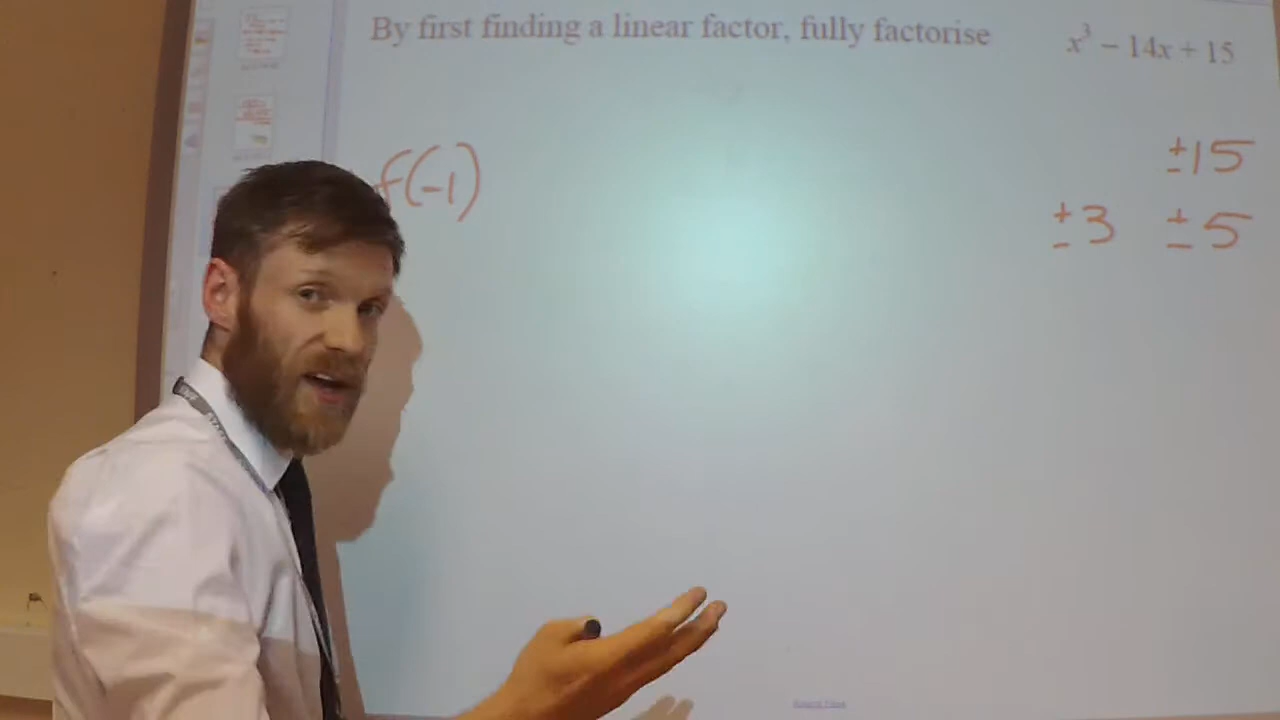 By first finding a linear factor, fully factorise x³ − 14x + 15
f(-1)
±15
±3 ±5